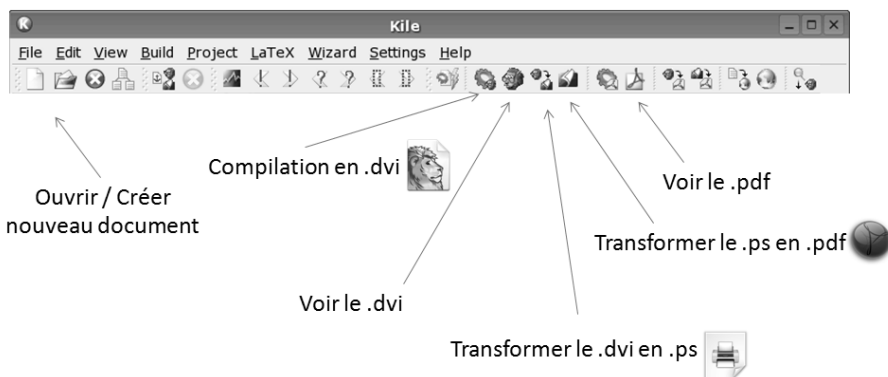 Kile
File Edit View Build Project LaTeX Wizard Settings Help
Compilation en .dvi
Voir le .pdf
Ouvrir / Créer
nouveau document
Transformer le .ps en .pdf
Voir le .dvi
Transformer le .dvi en .ps